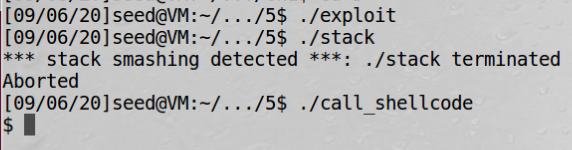 [09/06/20]seed@VM:~/.../5$ ./exploit
[09/06/20]seed@VM:~/.../5$ ./stack
*** stack smashing detected ***: ./stack terminated
Aborted
[09/06/20]seed@VM:~/.../5$ ./call_shellcode
$